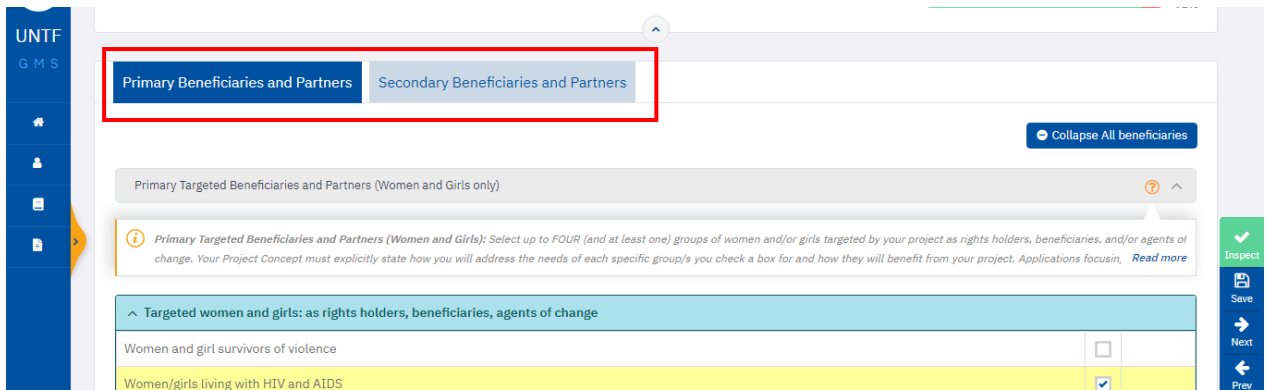 UNTF
GMS
Primary Beneficiaries and Partners
Secondary Beneficiaries and Partners
Collapse All beneficiaries
Primary Targeted Beneficiaries and Partners (Women and Girls only)
Primary Targeted Beneficiaries and Partners (Women and Girls): Select up to FOUR (and at least one) groups of women and/or girls targeted by your project as rights holders, beneficiaries, and/or agents of
change. Your Project Concept must explicitly state how you will address the needs of each specific group/s you check a box for and how they will benefit from your project. Applications focusin, Read more
Targeted women and girls: as rights holders, beneficiaries, agents of change
Women and girl survivors of violence
Women/girls living with HIV and AIDS
Inspect
Save
Next
Prev